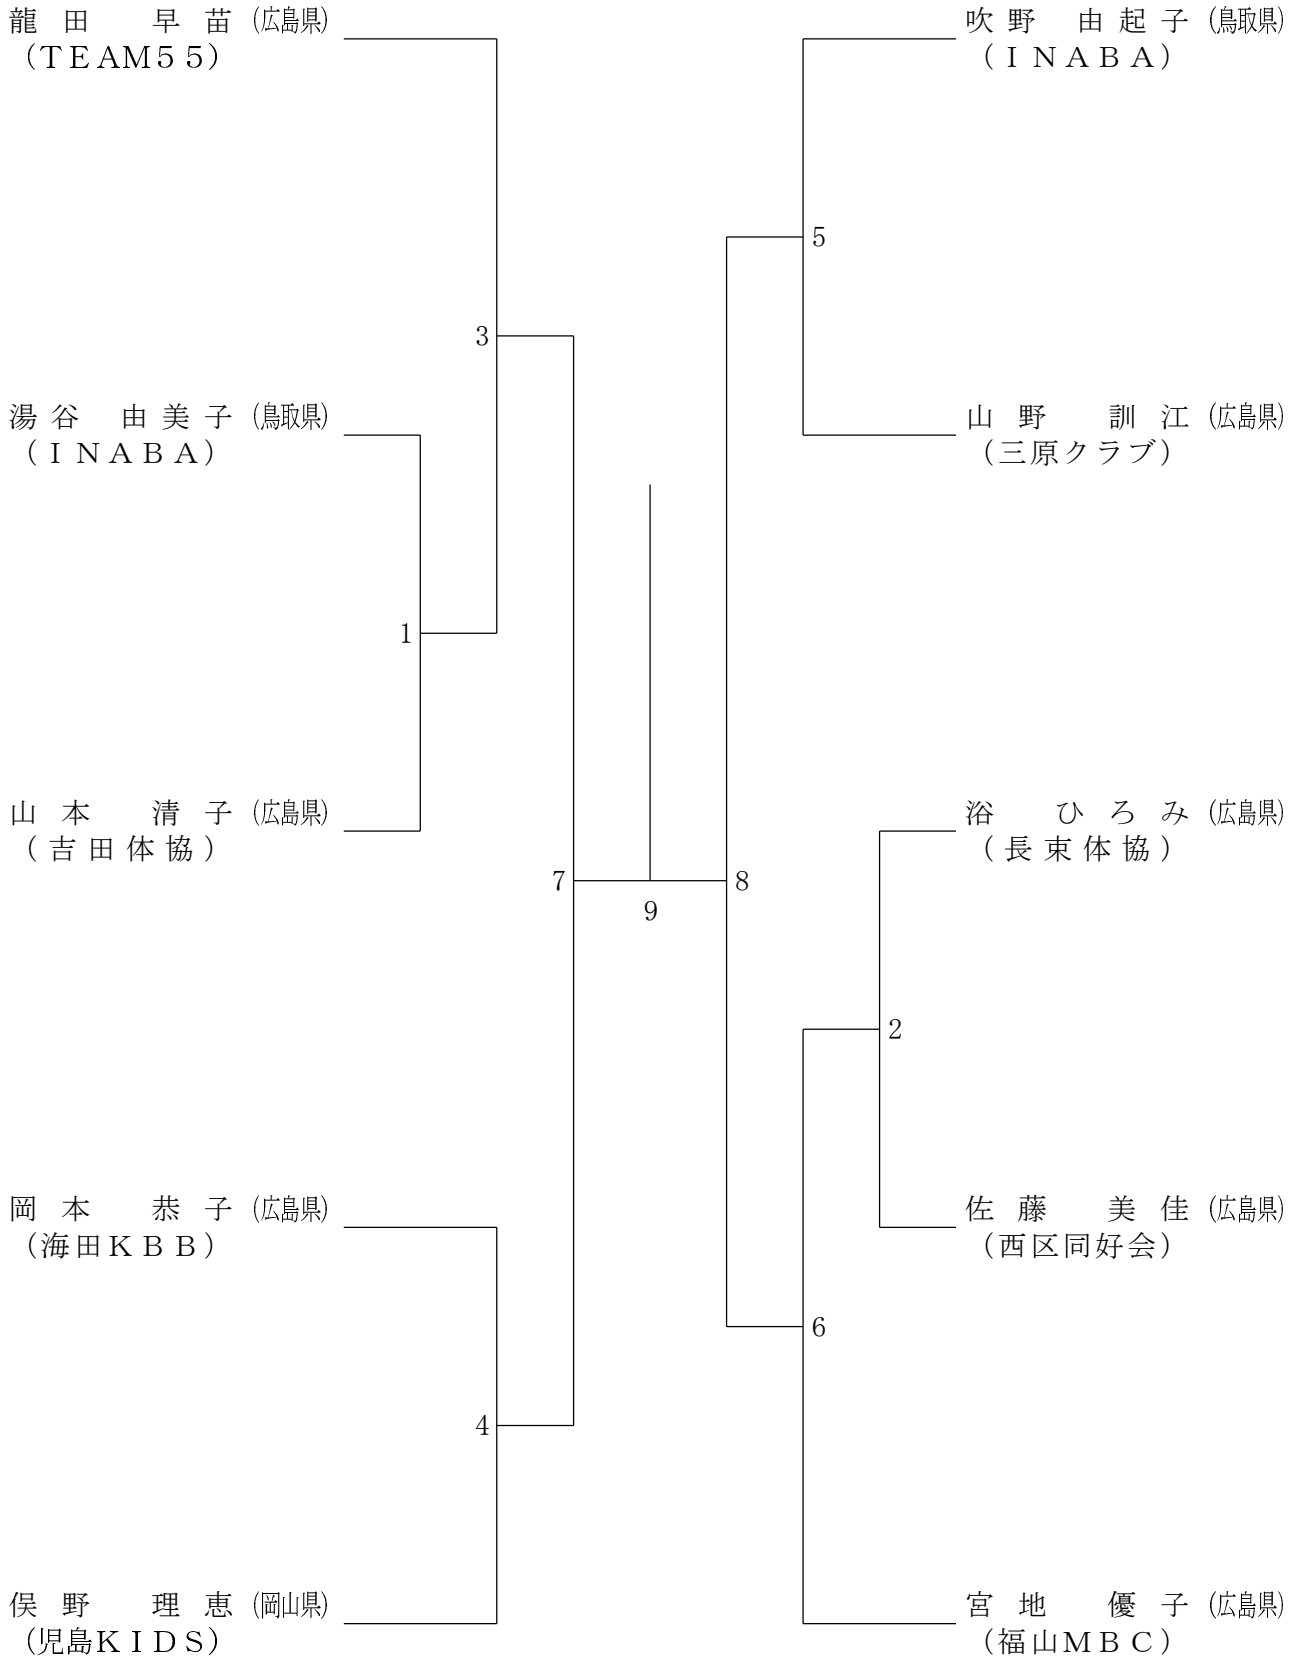 龍田 早苗 (広島県)
(ＴＥＡＭ５５)
3
湯谷 由美子 (鳥取県)
(ＩＮＡＢＡ)
1
山本 清子 (広島県)
(吉田体協)
7
岡本 恭子 (広島県)
(海田ＫＢＢ)
4
俣野 理恵 (岡山県)
(児島ＫＩＤＳ)
9
吹野 由起子 (鳥取県)
(ＩＮＡＢＡ)
5
山野 訓江 (広島県)
(三原クラブ)
8
浴 ひろみ (広島県)
(長束体協)
2
佐藤 美佳 (広島県)
(西区同好会)
6
宮地 優子 (広島県)
(福山ＭＢＣ)